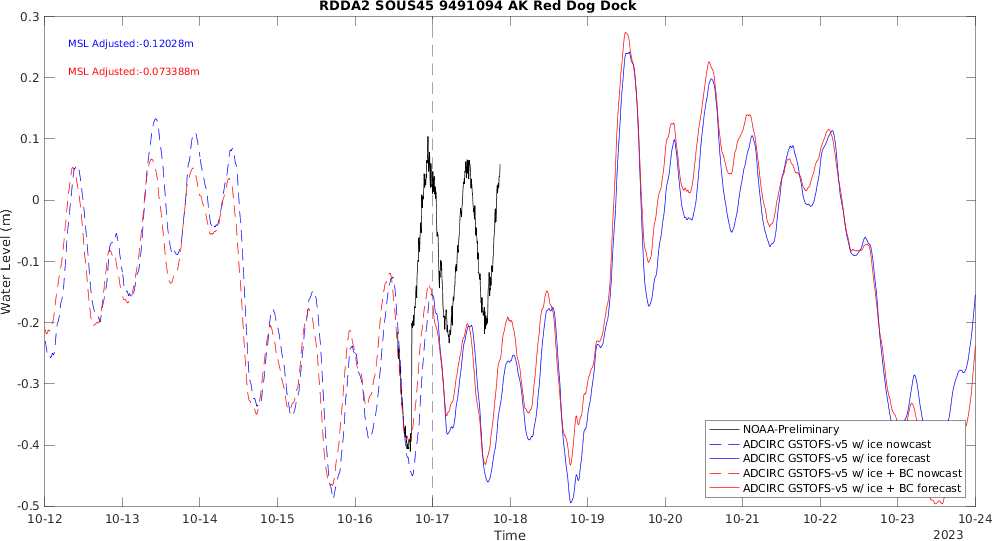 RDDA2 SOUS45 9491094 AK Red Dog Dock
MSL Adjusted:-0.12028m
MSL Adjusted:-0.073388m
Water Level (m)
0.3
0.2
0.1
0
-0.1
-0.2
-0.3
-0.4
-0.5
NOAA-Preliminary
ADCIRC GSTOFS-v5 w/ ice nowcast
ADCIRC GSTOFS-v5 w/ ice forecast
ADCIRC GSTOFS-v5 w/ ice + BC nowcast
ADCIRC GSTOFS-v5 w/ ice + BC forecast
10-12 10-13 10-14 10-15 10-16 10-17 10-18 10-19 10-20 10-21 10-22 10-23 10-24
Time
2023